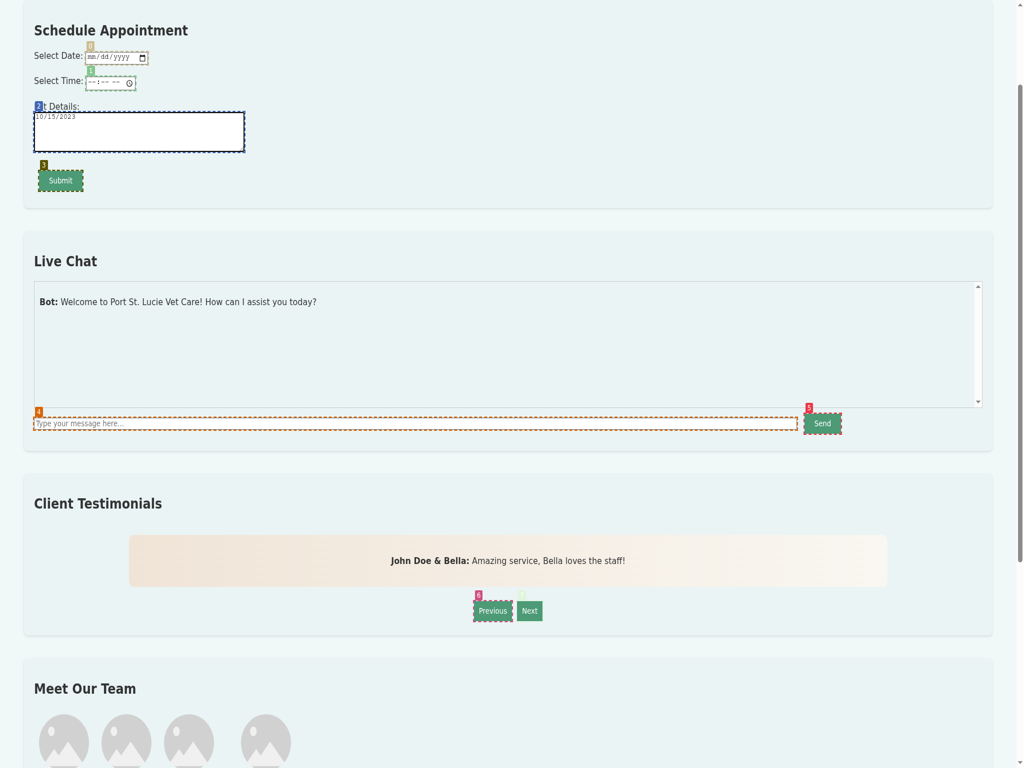 Schedule Appointment
0
Select Date: mm/dd/yyyy
1
Select Time: --:-- --
2 t Details:
10/15/2023
3
Submit
Live Chat
Bot: Welcome to Port St. Lucie Vet Care! How can I assist you today?
4
5
Type your message here...
Send
Client Testimonials
John Doe & Bella: Amazing service, Bella loves the staff!
6
Previous
Next
Meet Our Team